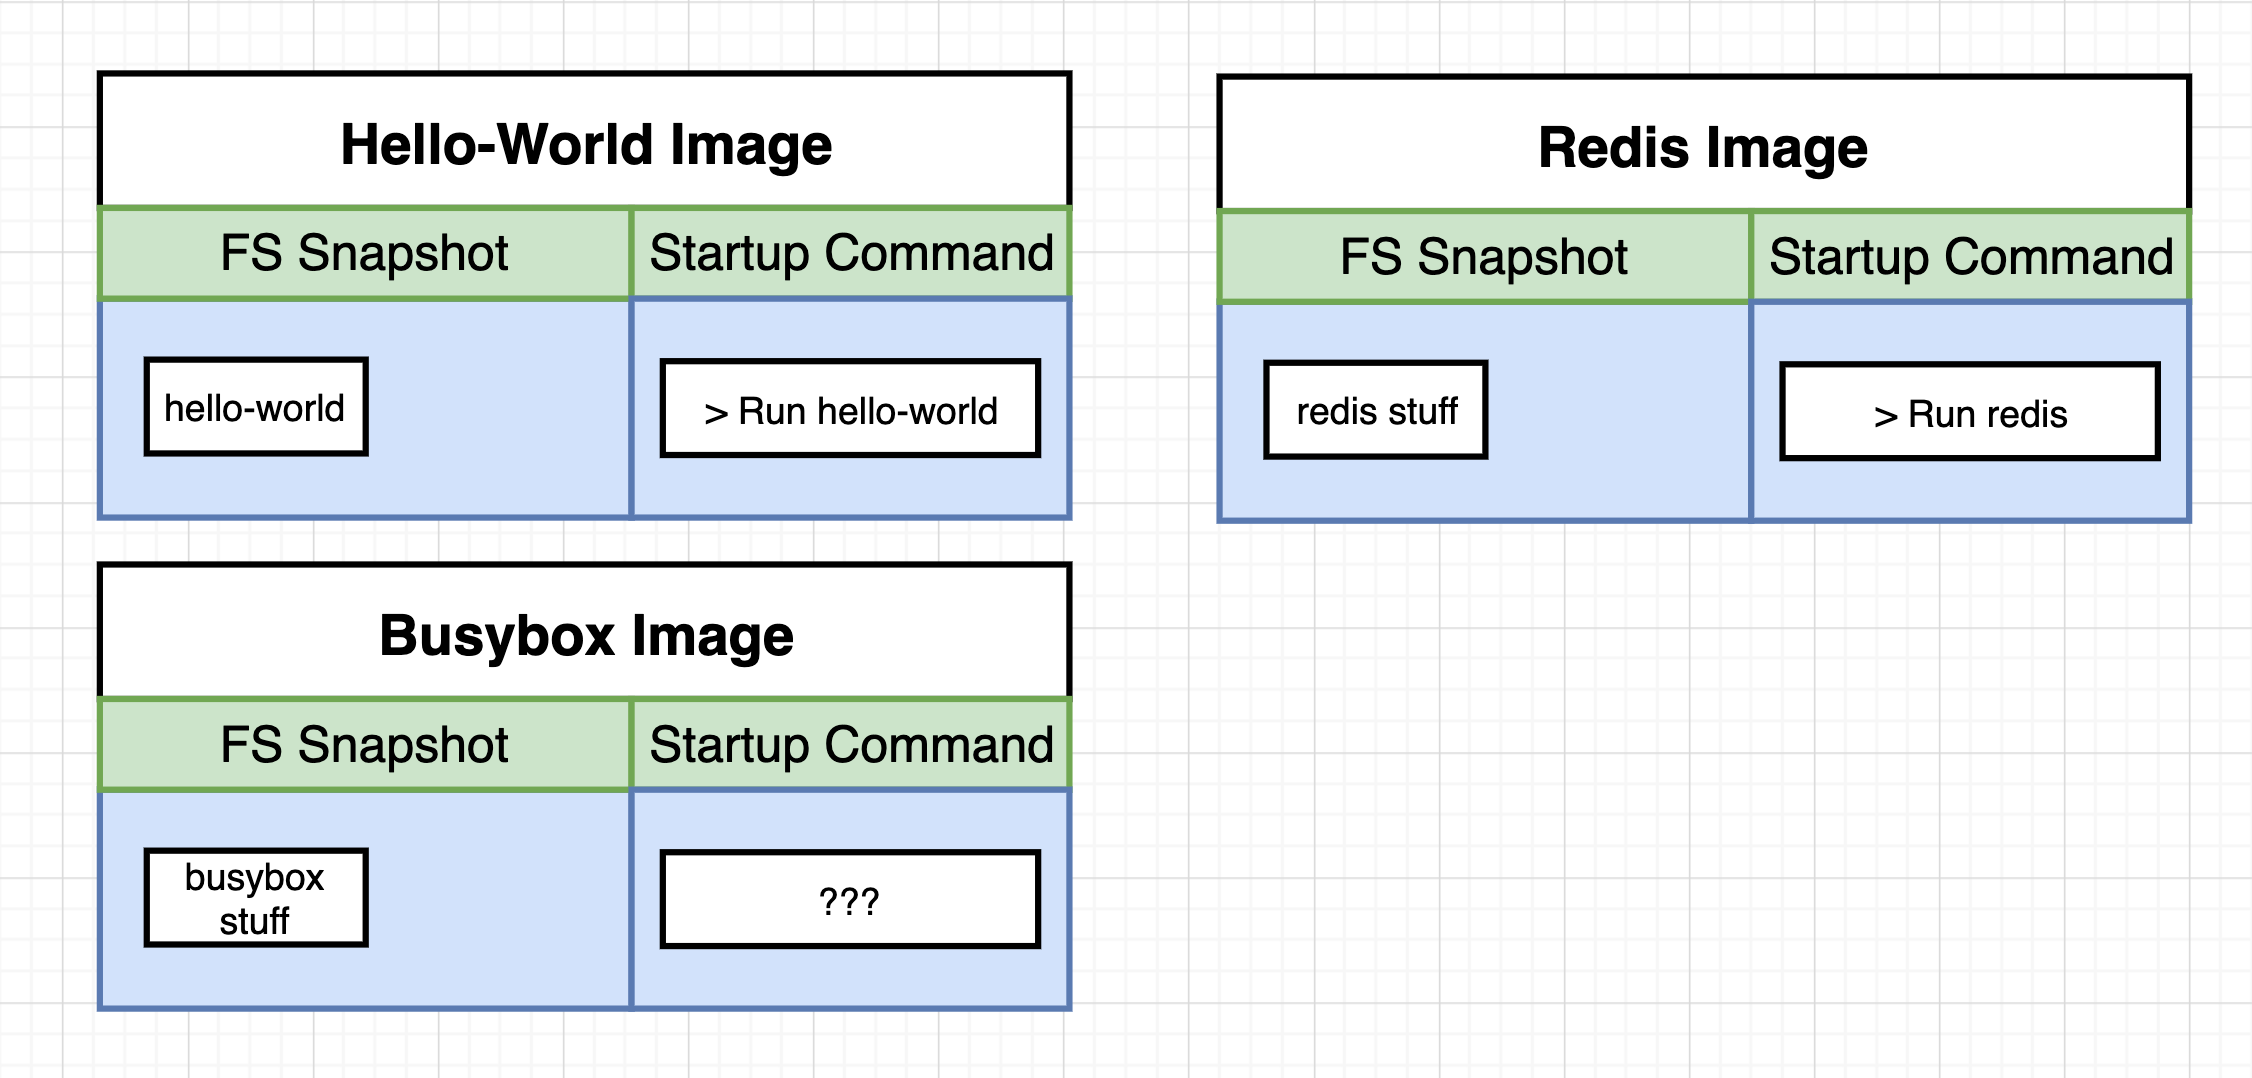 Hello-World Image
FS Snapshot
Startup Command
hello-world
> Run hello-world
Redis Image
FS Snapshot
Startup Command
redis stuff
> Run redis
Busybox Image
FS Snapshot
Startup Command
busybox
stuff
???